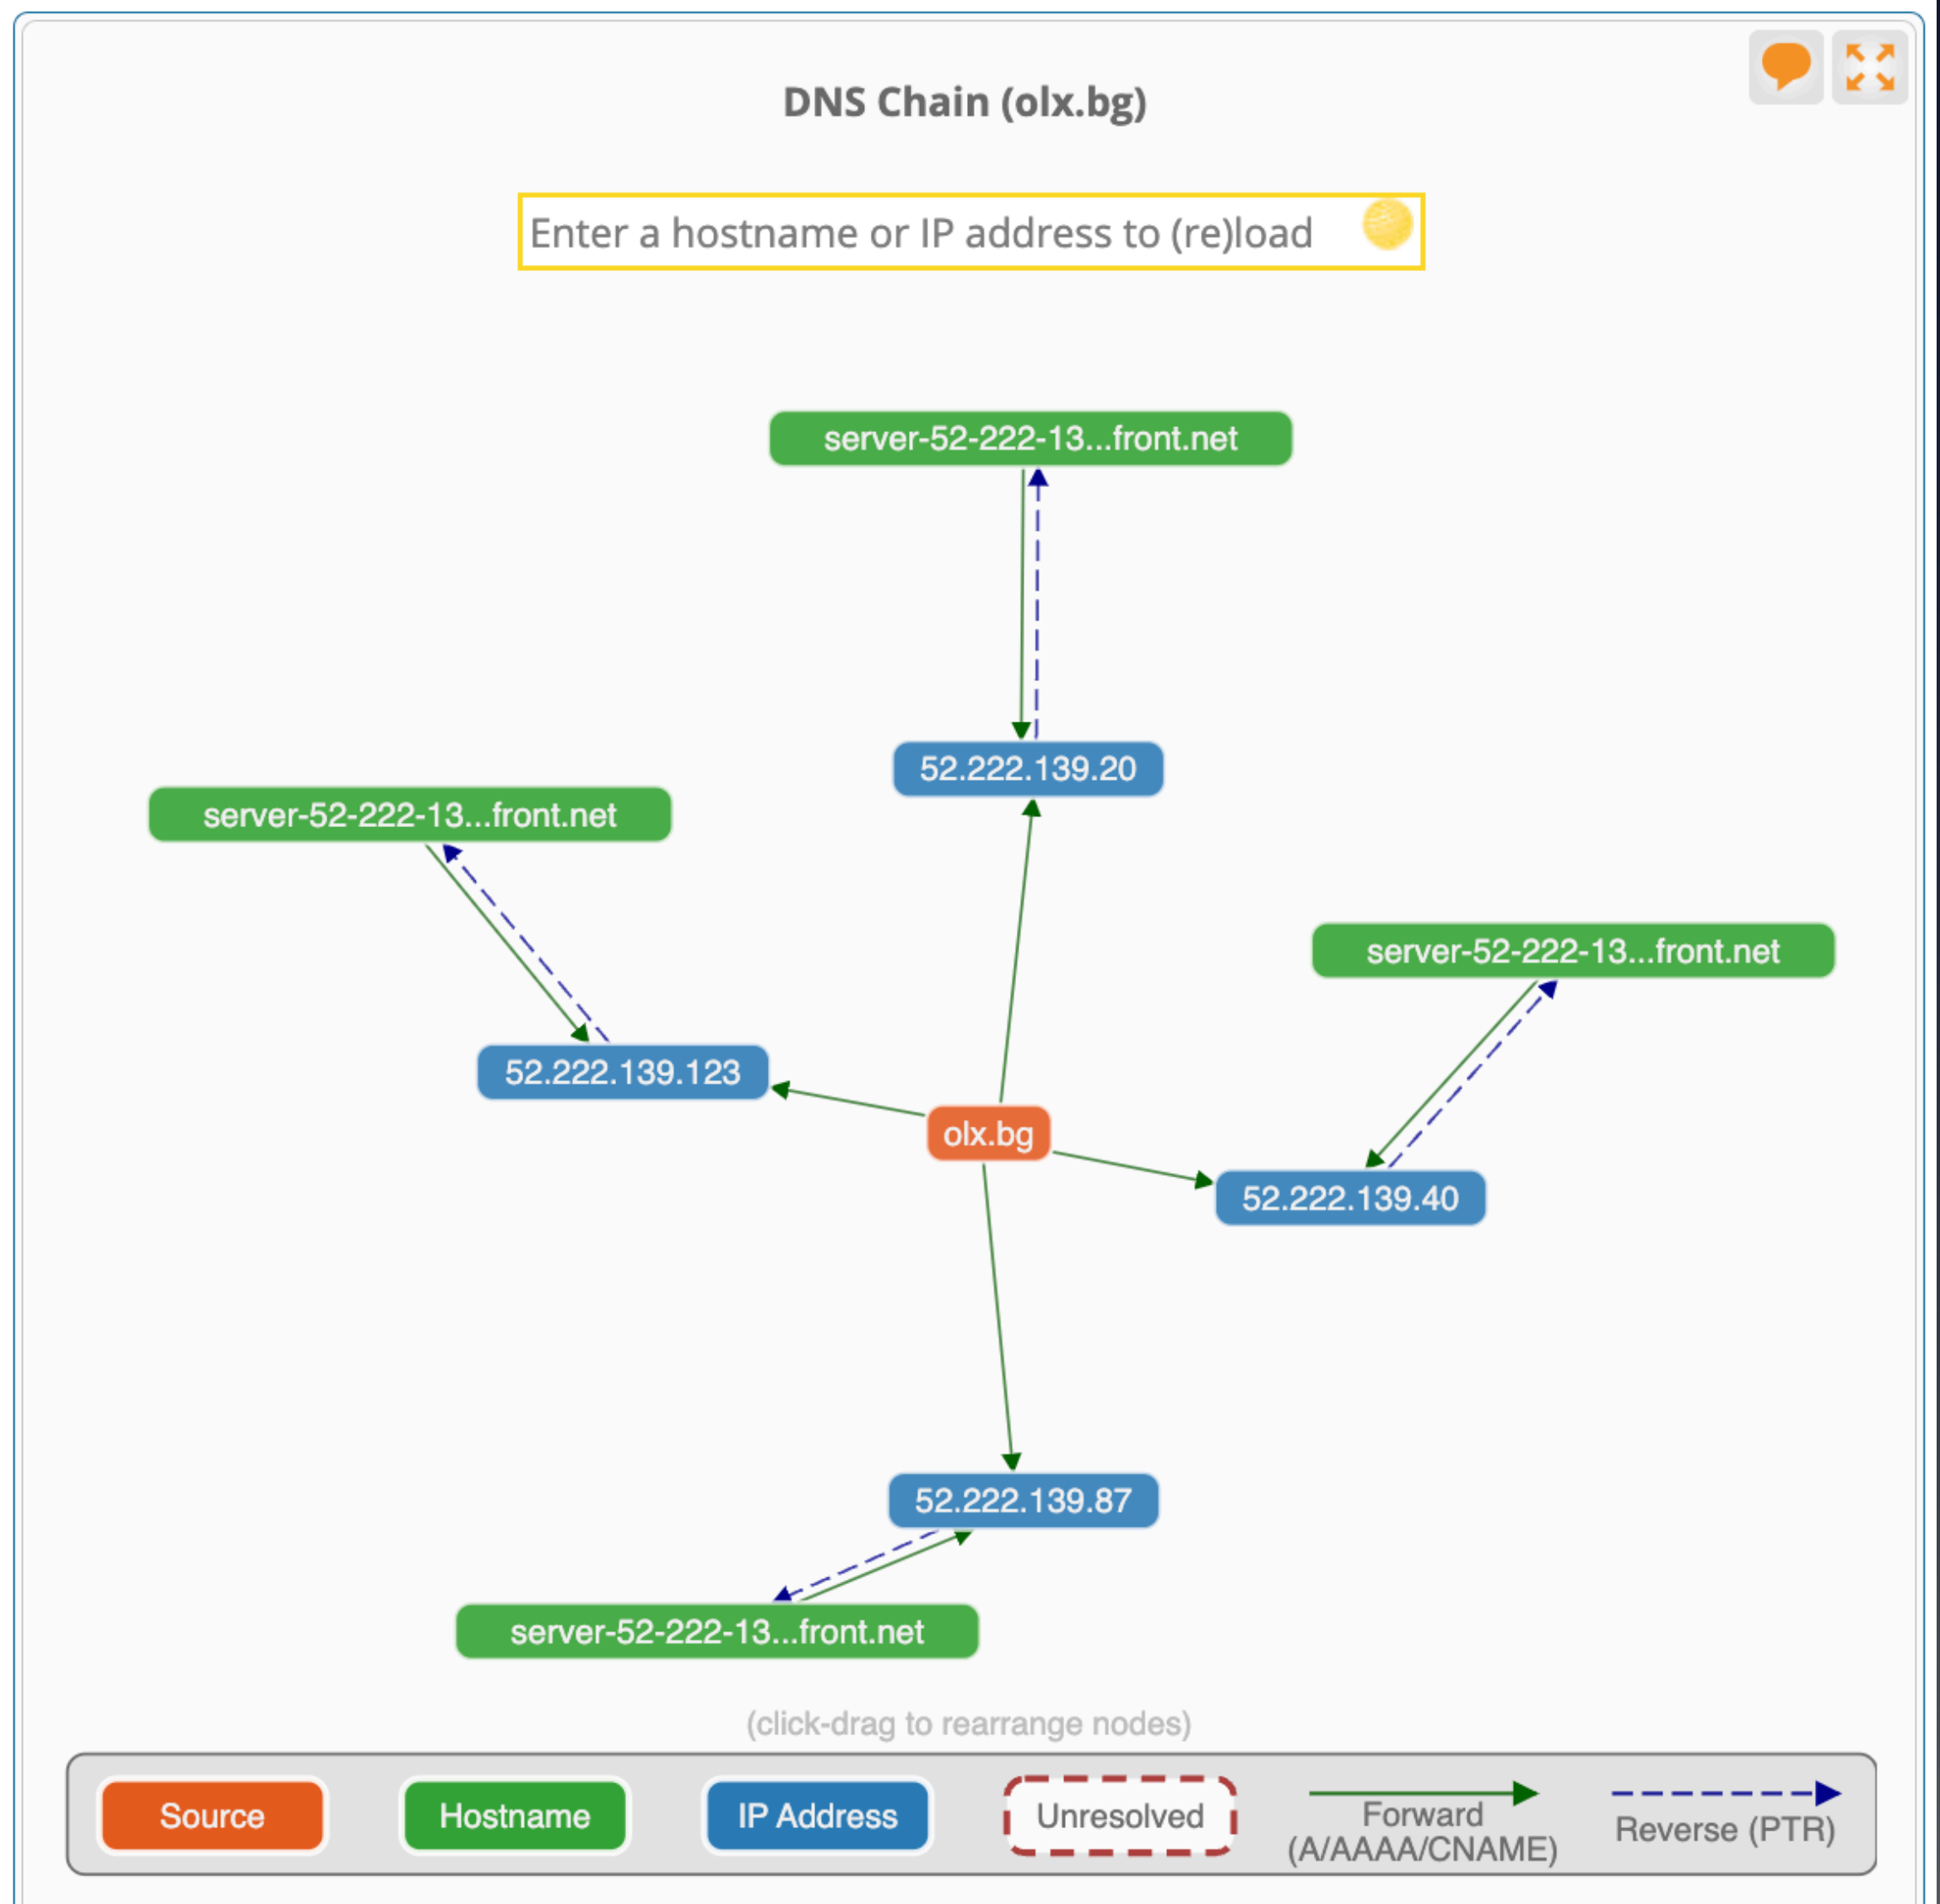 DNS Chain (olx.bg)
Enter a hostname or IP address to (re)load
server-52-222-13...front.net
52.222.139.20
server-52-222-13...front.net
server-52-222-13...front.net
52.222.139.123
olx.bg
52.222.139.40
52.222.139.87
server-52-222-13...front.net
(click-drag to rearrange nodes)
Source
Hostname
IP Address
Unresolved
Forward
(A/AAAA/CNAME)
Reverse (PTR)